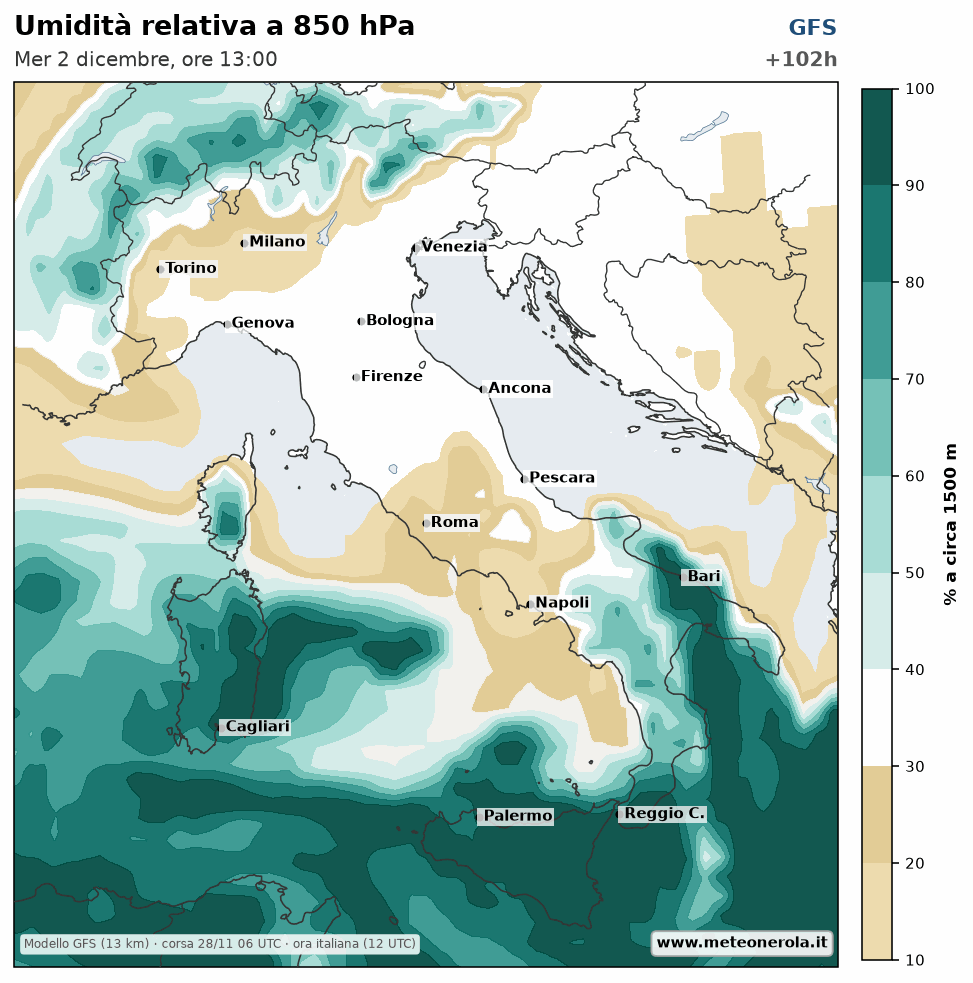 Umidità relativa a 850 hPa
GFS
Mer 2 dicembre, ore 13:00
+102h
100
90
80
70
60
50
40
30
20
10
% a circa 1500 m
Milano
Venezia
Torino
Genova
Bologna
Firenze
Ancona
Pescara
Roma
Bari
Napoli
Cagliari
Palermo
Reggio C.
Modello GFS (13 km) · corsa 28/11 06 UTC · ora italiana (12 UTC)
www.meteonerola.it